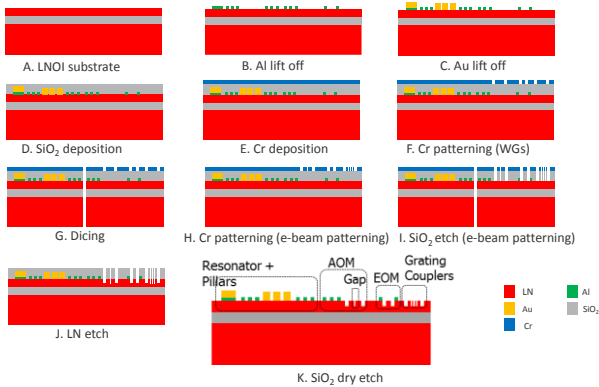 A. LNOI substrate
B. Al lift off
C. Au lift off
D. SiO₂ deposition
E. Cr deposition
F. Cr patterning (WGs)
G. Dicing
H. Cr patterning (e-beam patterning)
I. SiO₂ etch (e-beam patterning)
J. LN etch
Resonator +
Pillars
AOM
Gap
EOM
Grating
Couplers
K. SiO₂ dry etch
LN
Al
Au
SiO₂
Cr